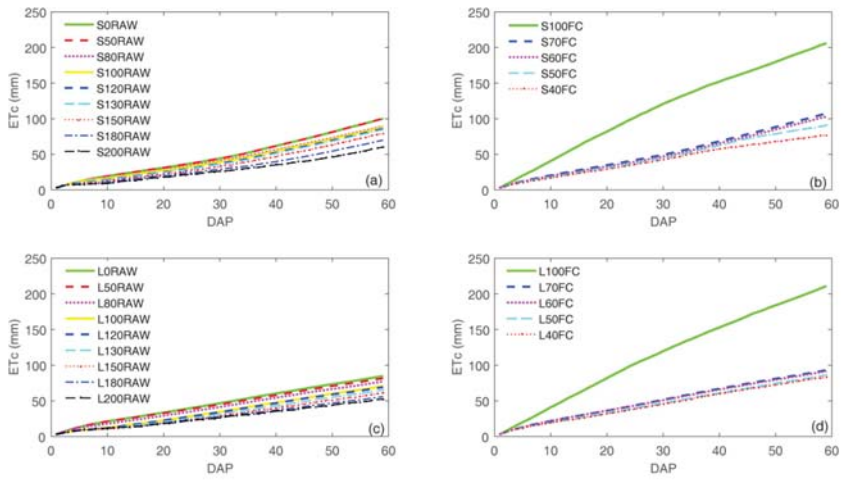 250
200
150
100
50
0
ETc (mm)
S0RAW
S50RAW
S80RAW
S100RAW
S120RAW
S130RAW
S150RAW
S180RAW
S200RAW
(a)
0 10 20 30 40 50 60
DAP
250
200
150
100
50
0
ETc (mm)
S100FC
S70FC
S60FC
S50FC
S40FC
(b)
0 10 20 30 40 50 60
DAP
250
200
150
100
50
0
ETc (mm)
L0RAW
L50RAW
L80RAW
L100RAW
L120RAW
L130RAW
L150RAW
L180RAW
L200RAW
(c)
0 10 20 30 40 50 60
DAP
250
200
150
100
50
0
ETc (mm)
L100FC
L70FC
L60FC
L50FC
L40FC
(d)
0 10 20 30 40 50 60
DAP